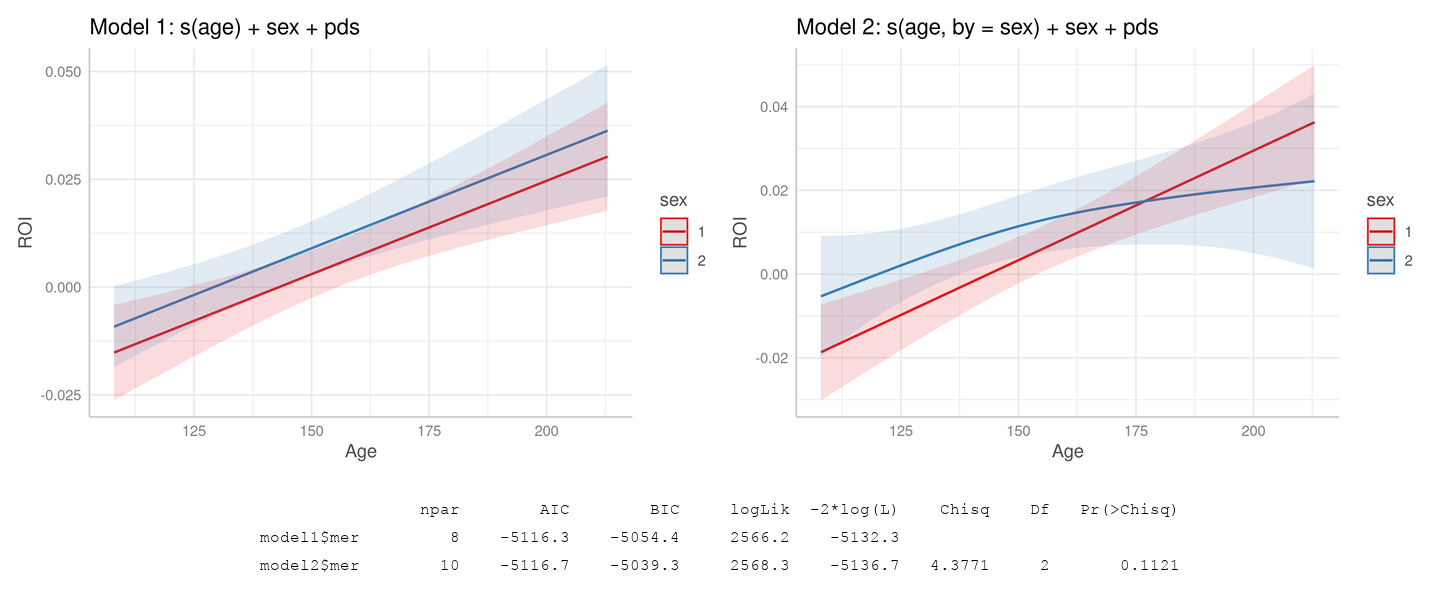 Model 1: s(age) + sex + pds
0.050
0.025
0.000
-0.025
ROI
125 150 175 200
Age
sex
1
2
Model 2: s(age, by = sex) + sex + pds
0.04
0.02
0.00
-0.02
ROI
125 150 175 200
Age
sex
1
2
npar AIC BIC logLik -2*log(L) Chisq Df Pr(>Chisq)
model1$mer 8 -5116.3 -5054.4 2566.2 -5132.3
model2$mer 10 -5116.7 -5039.3 2568.3 -5136.7 4.3771 2 0.1121